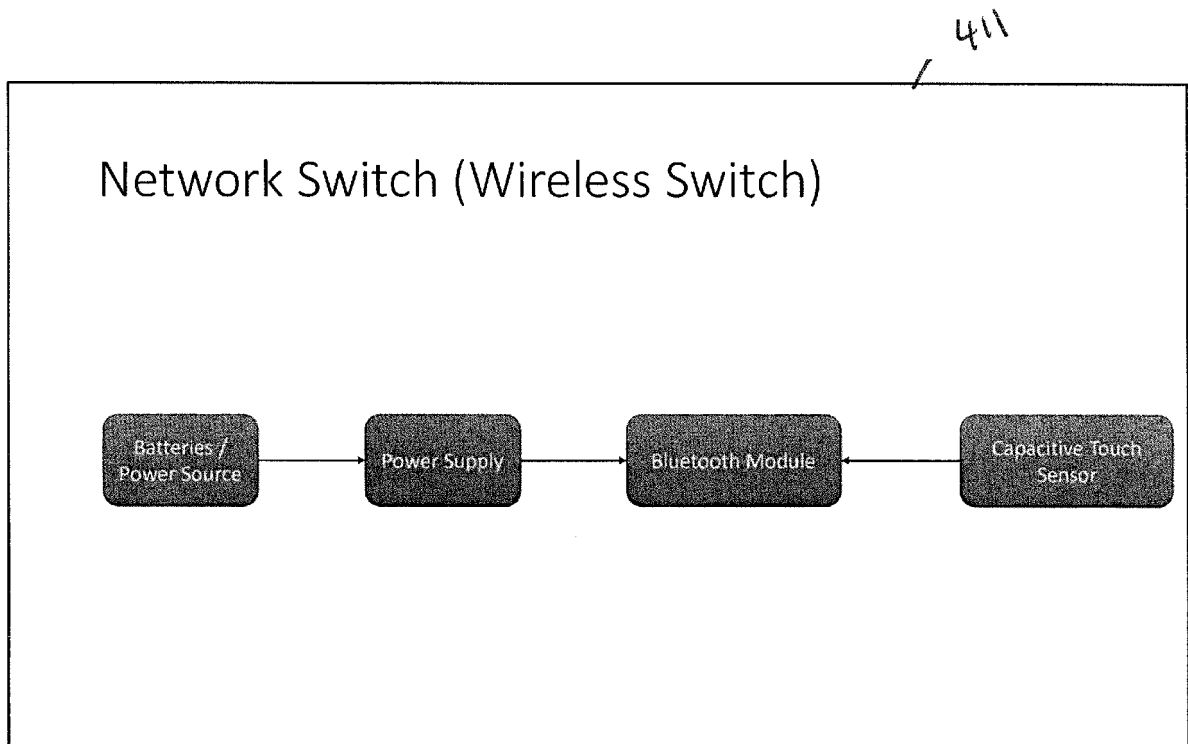 411
Network Switch (Wireless Switch)
Batteries /
Power Source
Power Supply
Bluetooth Module
Capacitive Touch
Sensor